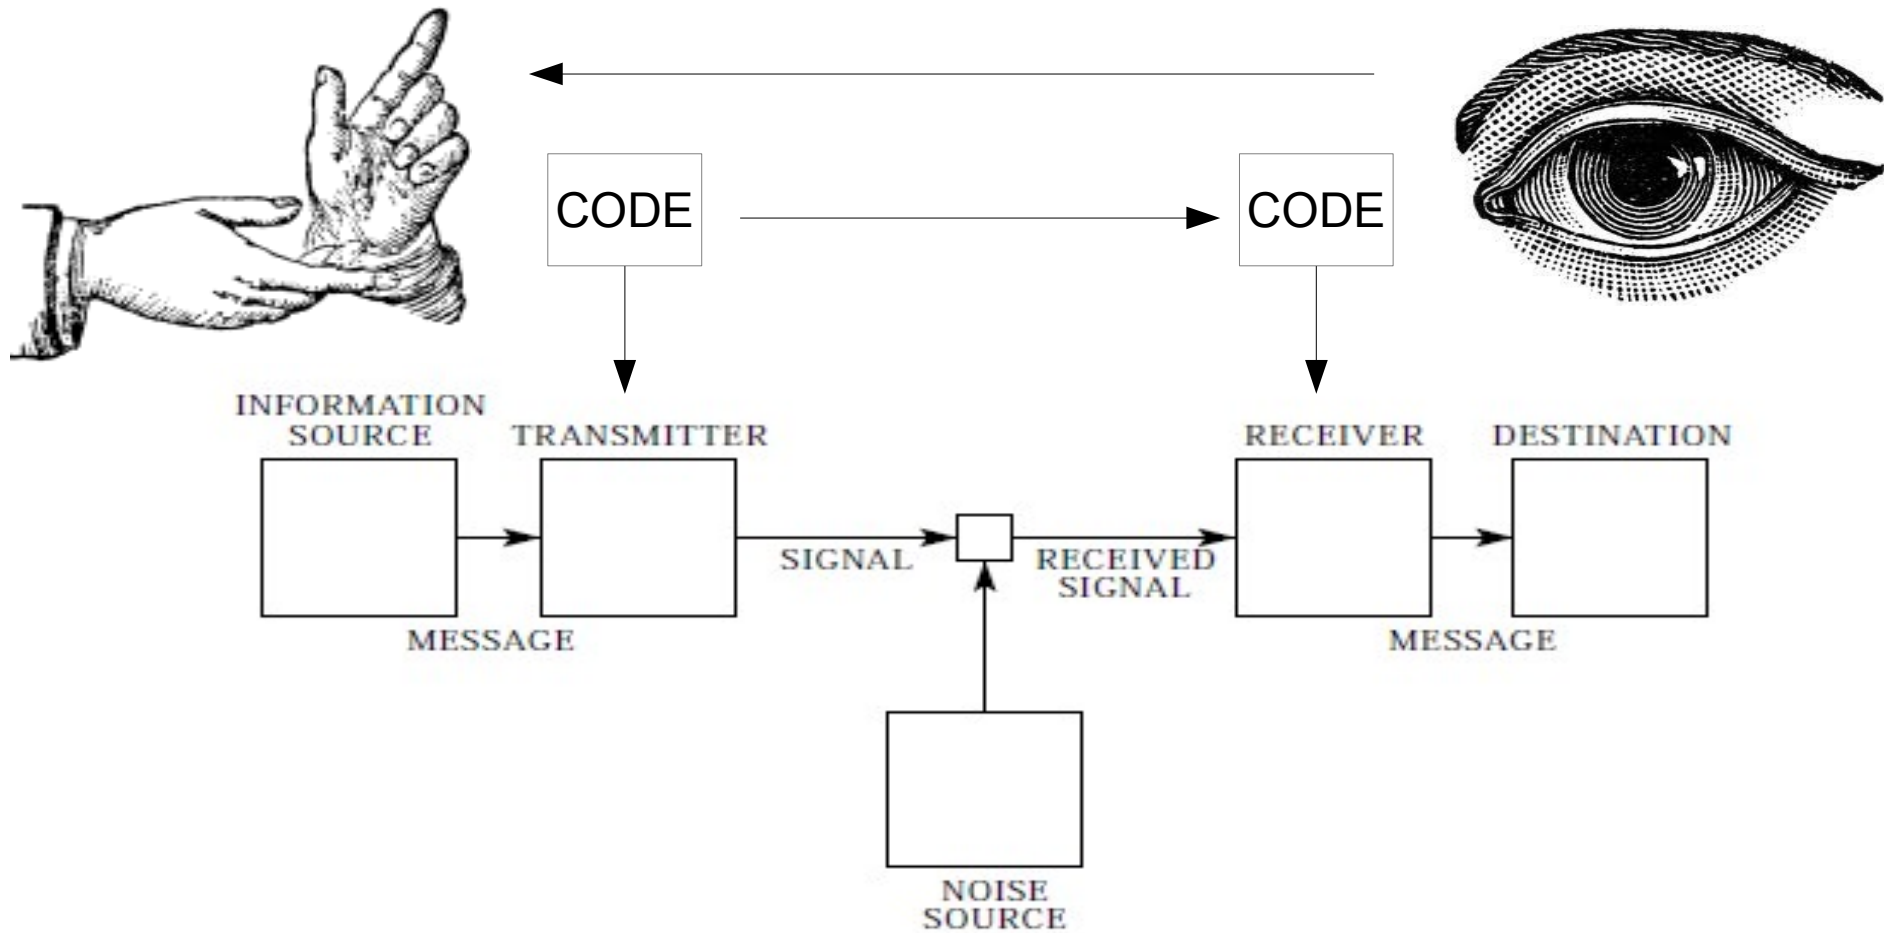 CODE
CODE
INFORMATION
SOURCE
TRANSMITTER
RECEIVER
DESTINATION
SIGNAL
RECEIVED
SIGNAL
MESSAGE
MESSAGE
NOISE
SOURCE